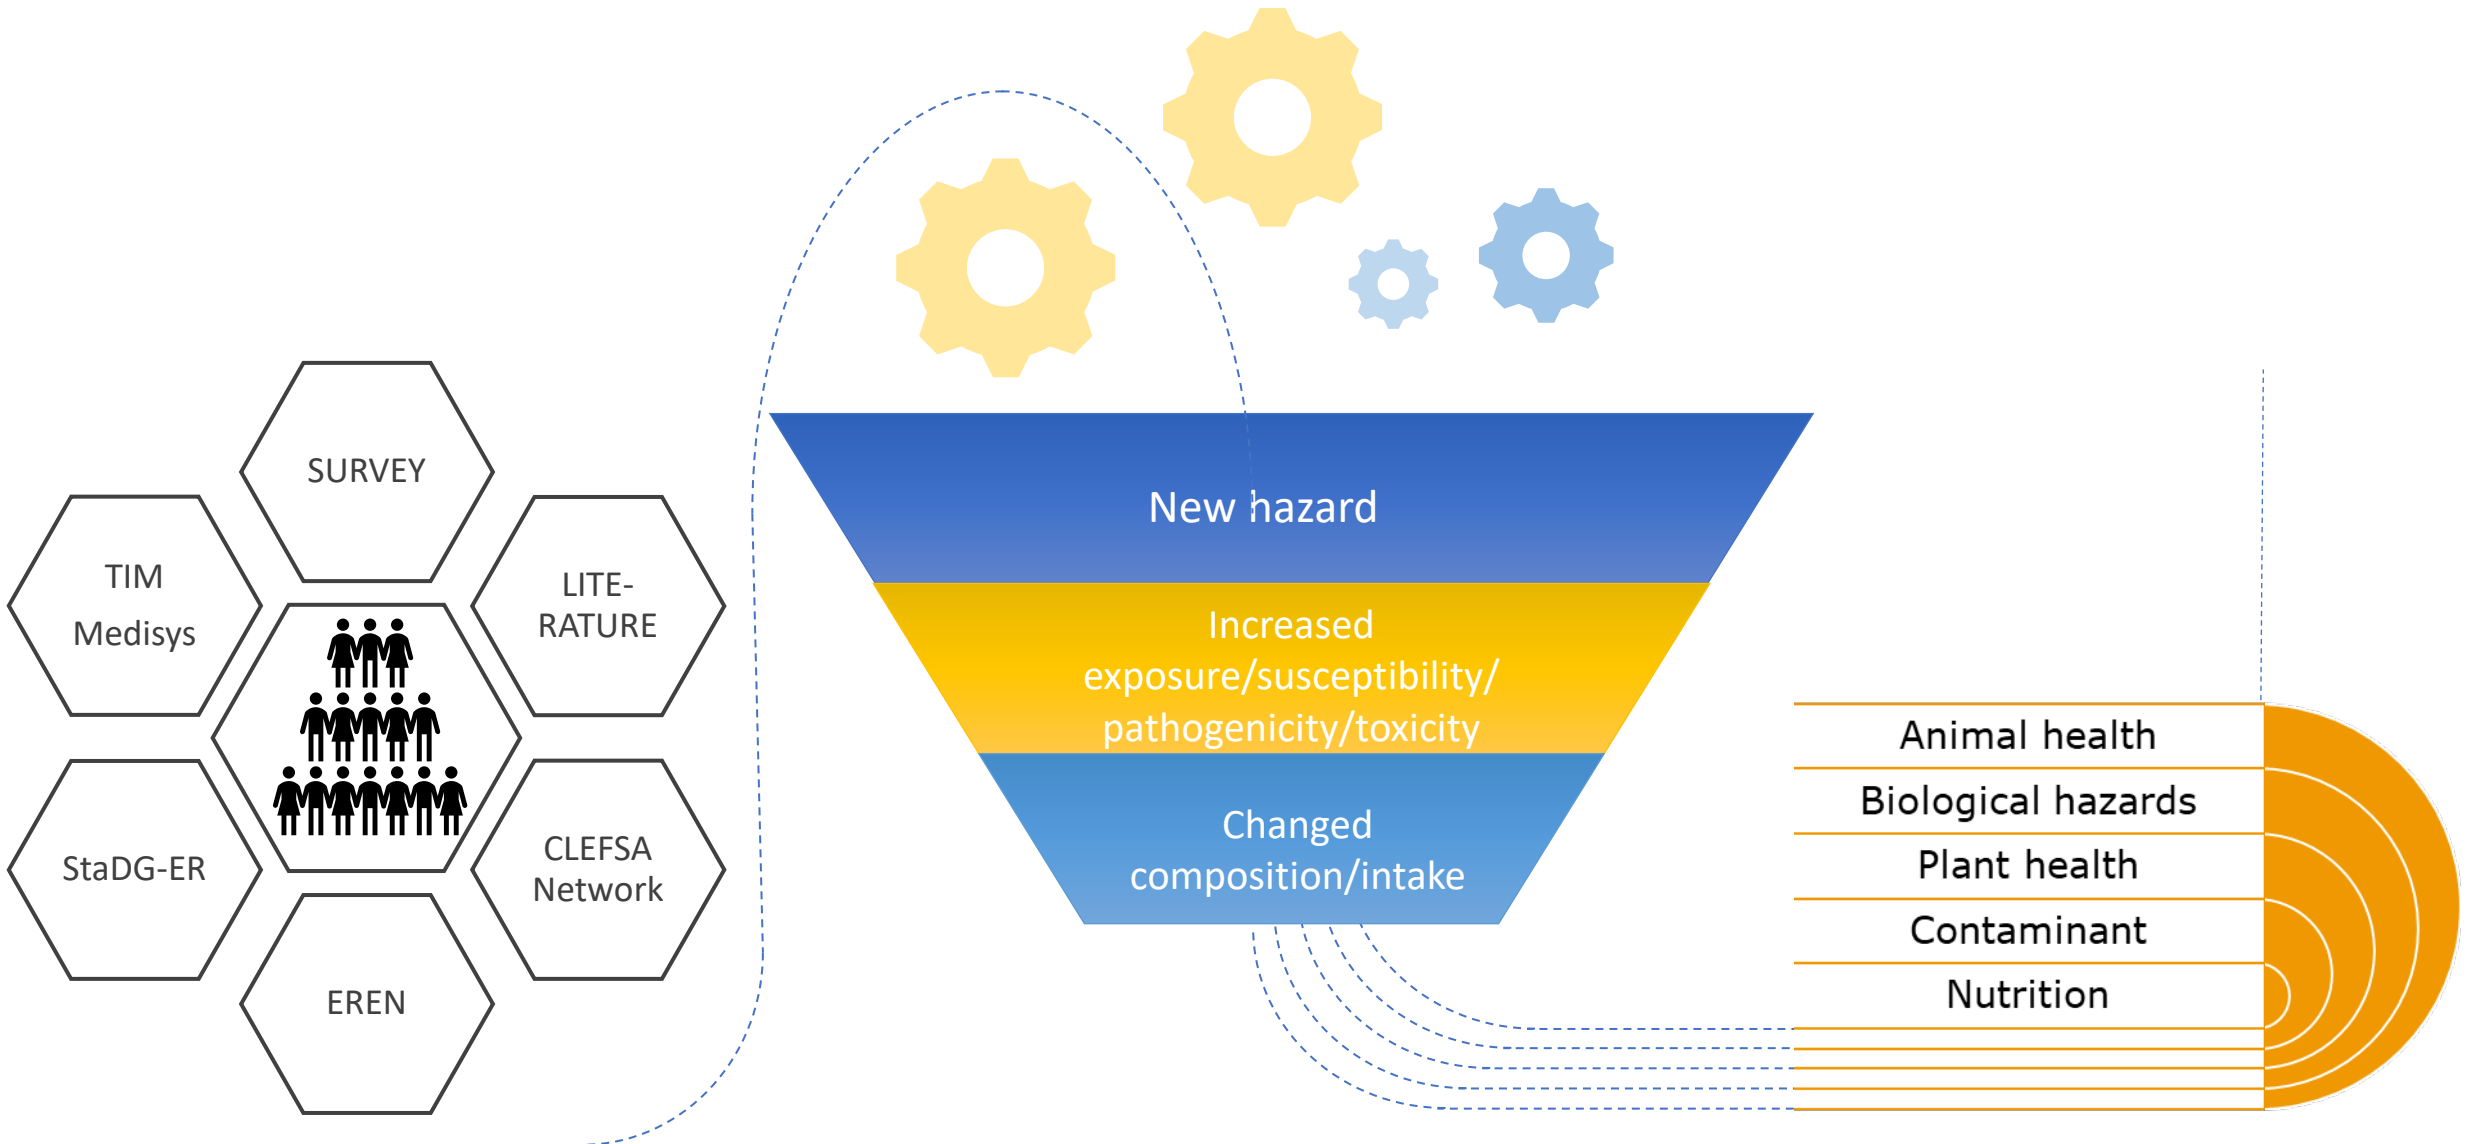 SURVEY
TIM
Medisys
LITE-
RATURE
StaDG-ER
CLEFSA
Network
EREN
New hazard
Increased
exposure/susceptibility/
pathogenicity/toxicity
Changed
composition/intake
Animal health
Biological hazards
Plant health
Contaminant
Nutrition